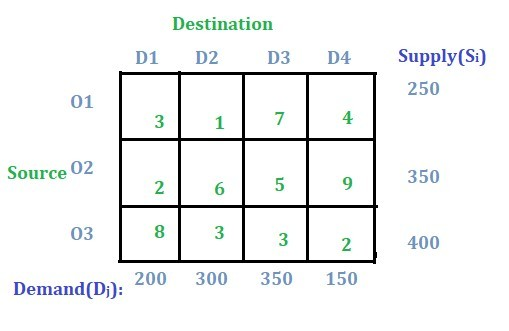 Destination
D1 D2 D3 D4 Supply(Si)
O1 3 1 7 4 250
Source O2 2 6 5 9 350
O3 8 3 3 2 400
Demand(Dj): 200 300 350 150